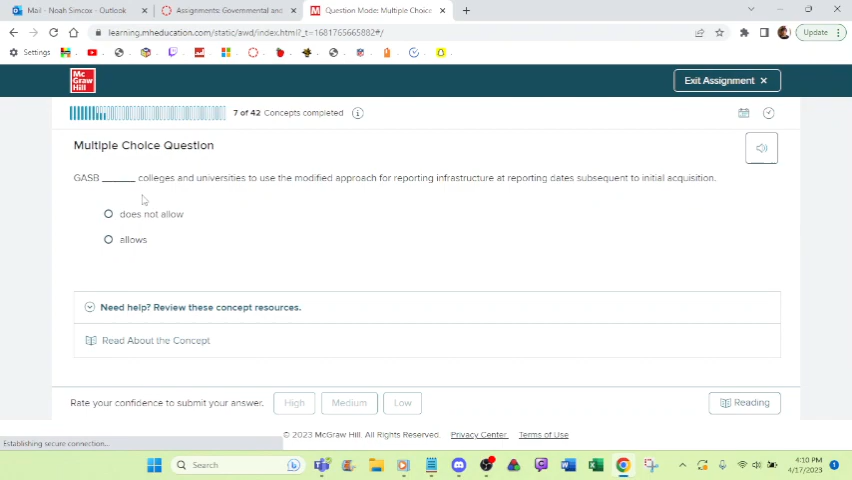 Mail - Noah Simcox - Outlook
Assignments: Governmental and
Question Mode: Multiple Choice
learning.mheducation.com/static/awd/index.html?_t=1681765665882#/
Update
Settings
Mc
Graw
Hill
Exit Assignment ×
7 of 42 Concepts completed
Multiple Choice Question
GASB ______ colleges and universities to use the modified approach for reporting infrastructure at reporting dates subsequent to initial acquisition.
does not allow
allows
Need help? Review these concept resources.
Read About the Concept
Rate your confidence to submit your answer.
High
Medium
Low
Reading
© 2023 McGraw Hill. All Rights Reserved.
Privacy Center
Terms of Use
Establishing secure connection...
Search
4:10 PM
4/17/2023